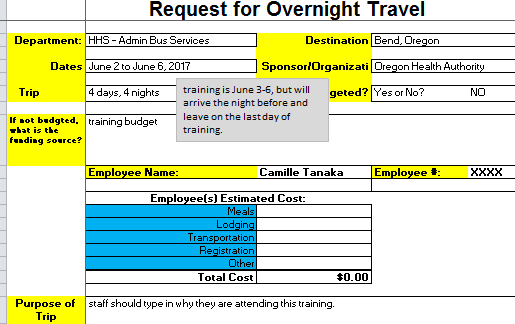 Request for Overnight Travel
Department: HHS - Admin Bus Services Destination Bend, Oregon
Dates June 2 to June 6, 2017 Sponsor/Organizati Oregon Health Authority
Trip 4 days, 4 nights geted? Yes or No? NO
training is June 3-6, but will
arrive the night before and
leave on the last day of
training.
If not budgted,
what is the
funding source?
training budget
Employee Name: Camille Tanaka Employee #: XXXX
Employee(s) Estimated Cost:
Meals
Lodging
Transportation
Registration
Other
Total Cost $0.00
Purpose of
Trip
staff should type in why they are attending this training.